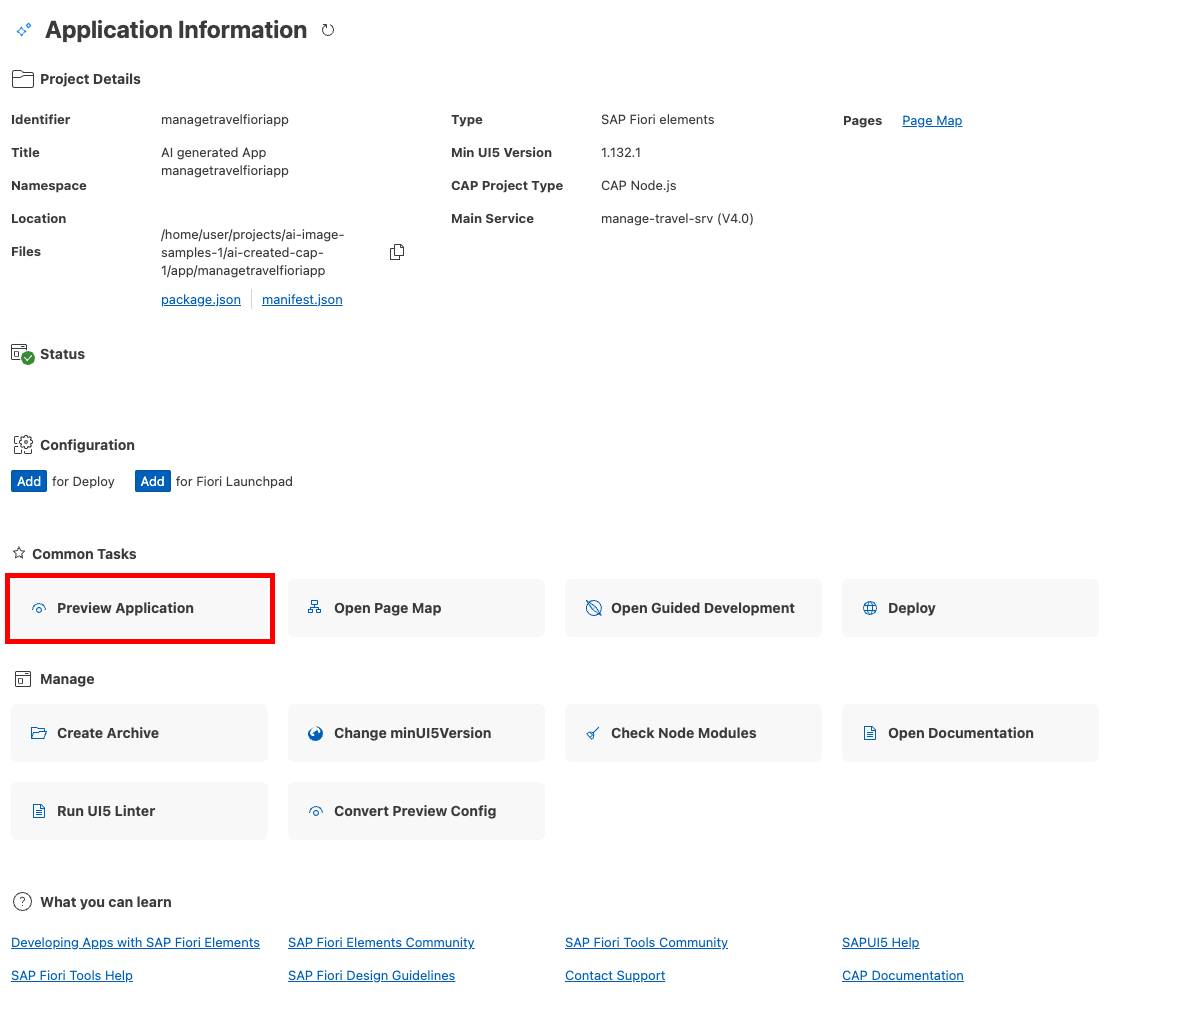 Application Information
Project Details
Identifier
managetravelfioriapp
Title
AI generated App
managetravelfioriapp
Namespace
Location
/home/user/projects/ai-image-
samples-1/ai-created-cap-
1/app/managetravelfioriapp
Files
package.json manifest.json
Type
SAP Fiori elements
Min UI5 Version
1.132.1
CAP Project Type
CAP Node.js
Main Service
manage-travel-srv (V4.0)
Pages
Page Map
Status
Configuration
Add for Deploy Add for Fiori Launchpad
Common Tasks
Preview Application
Open Page Map
Open Guided Development
Deploy
Manage
Create Archive
Change minUI5Version
Check Node Modules
Open Documentation
Run UI5 Linter
Convert Preview Config
? What you can learn
Developing Apps with SAP Fiori Elements
SAP Fiori Elements Community
SAP Fiori Tools Community
SAPUI5 Help
SAP Fiori Tools Help
SAP Fiori Design Guidelines
Contact Support
CAP Documentation